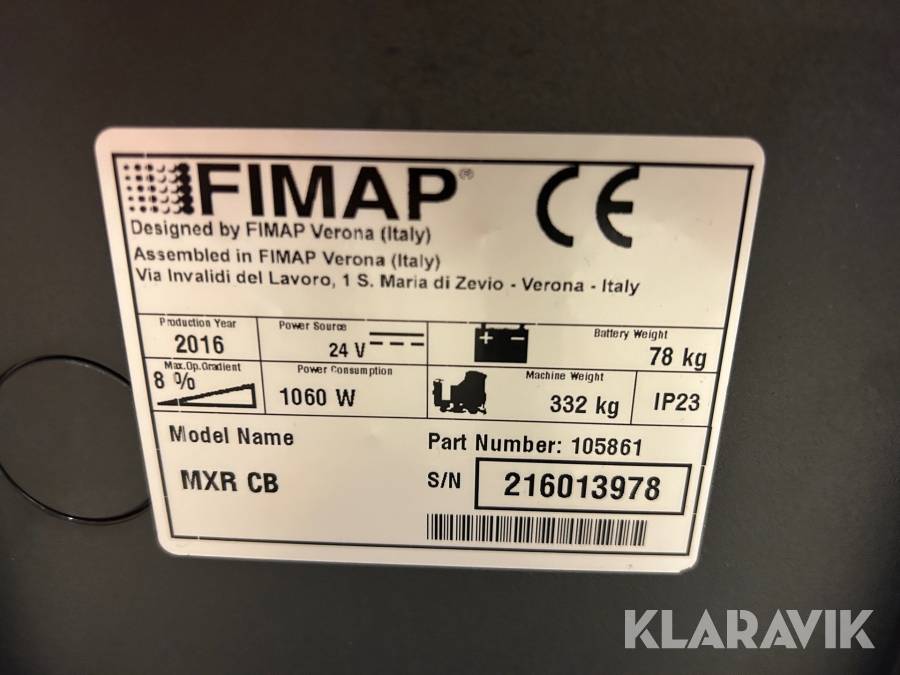 FIMAP®
CE
Designed by FIMAP Verona (Italy)
Assembled in FIMAP Verona (Italy)
Via Invalidi del Lavoro, 1 S. Maria di Zevio - Verona - Italy
Production Year
2016
Power Source
24 V
+ -
Battery Weight
78 kg
Max.Op.Gradient
8 %
Power Consumption
1060 W
Machine Weight
332 kg
IP23
Model Name
MXR CB
Part Number: 105861
S/N 216013978
KLARAVIK